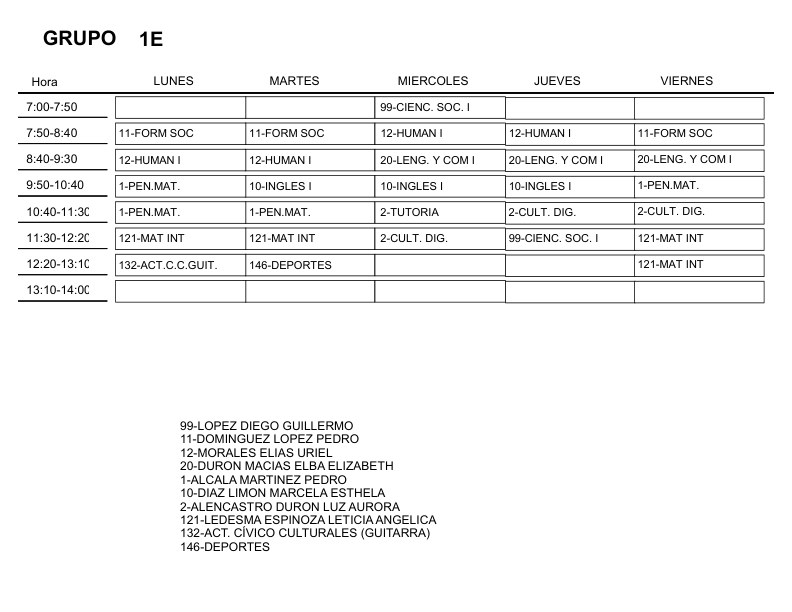 GRUPO 1E
Hora LUNES MARTES MIERCOLES JUEVES VIERNES
7:00-7:50 99-CIENC. SOC. I
7:50-8:40 11-FORM SOC 11-FORM SOC 12-HUMAN I 12-HUMAN I 11-FORM SOC
8:40-9:30 12-HUMAN I 12-HUMAN I 20-LENG. Y COM I 20-LENG. Y COM I 20-LENG. Y COM I
9:50-10:40 1-PEN.MAT. 10-INGLES I 10-INGLES I 10-INGLES I 1-PEN.MAT.
10:40-11:30 1-PEN.MAT. 1-PEN.MAT. 2-TUTORIA 2-CULT. DIG. 2-CULT. DIG.
11:30-12:20 121-MAT INT 121-MAT INT 2-CULT. DIG. 99-CIENC. SOC. I 121-MAT INT
12:20-13:10 132-ACT.C.C.GUIT. 146-DEPORTES 121-MAT INT
13:10-14:00
99-LOPEZ DIEGO GUILLERMO
11-DOMINGUEZ LOPEZ PEDRO
12-MORALES ELIAS URIEL
20-DURON MACIAS ELBA ELIZABETH
1-ALCALA MARTINEZ PEDRO
10-DIAZ LIMON MARCELA ESTHELA
2-ALENCASTRO DURON LUZ AURORA
121-LEDESMA ESPINOZA LETICIA ANGELICA
132-ACT. CÍVICO CULTURALES (GUITARRA)
146-DEPORTES